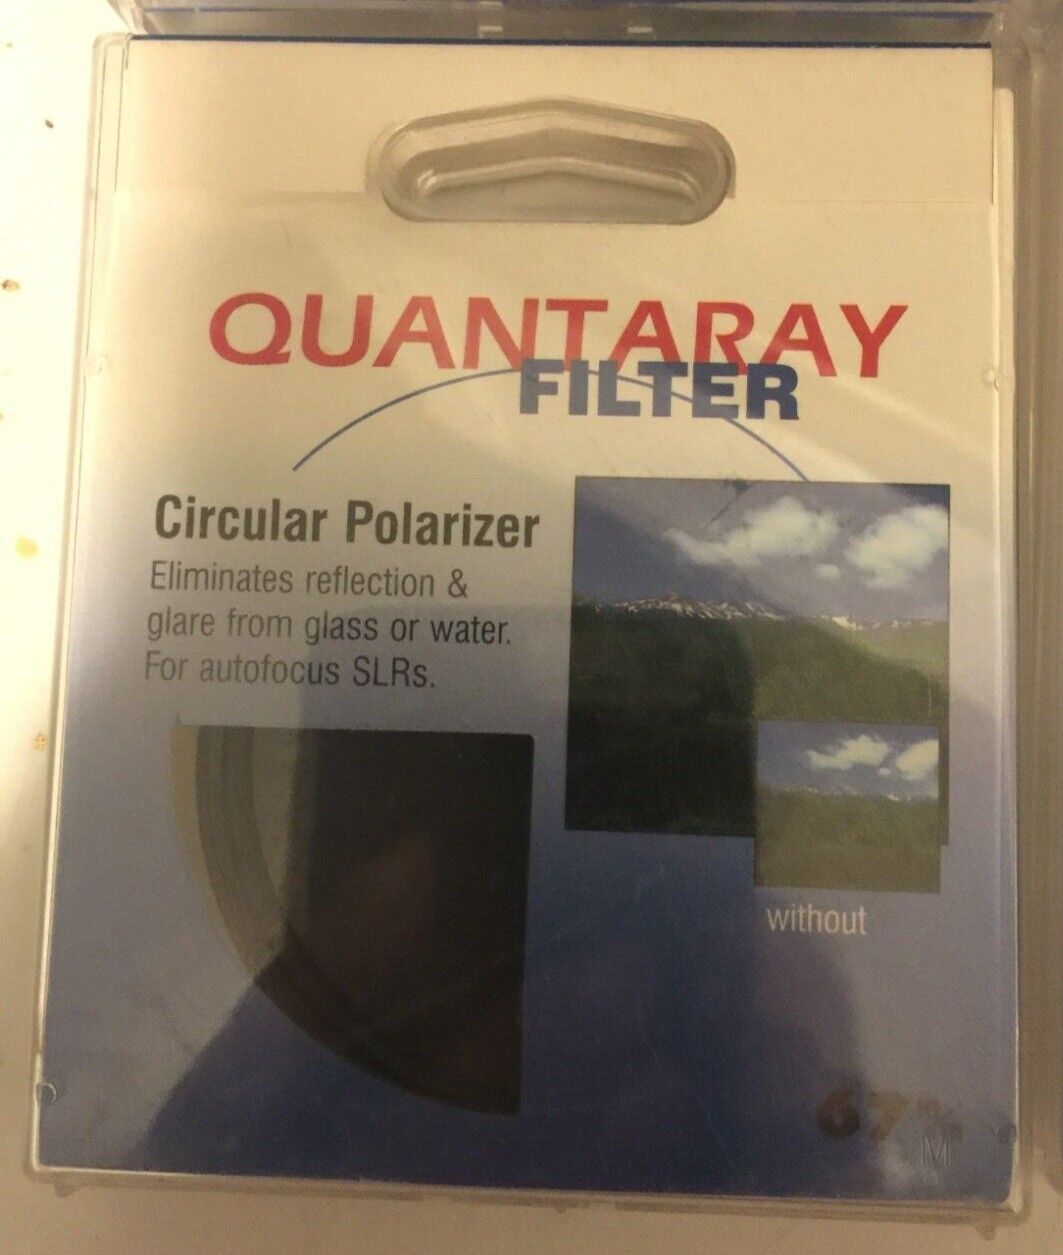 QUANTARAY
FILTER
Circular Polarizer
Eliminates reflection &
glare from glass or water.
For autofocus SLRs.
without
67
M